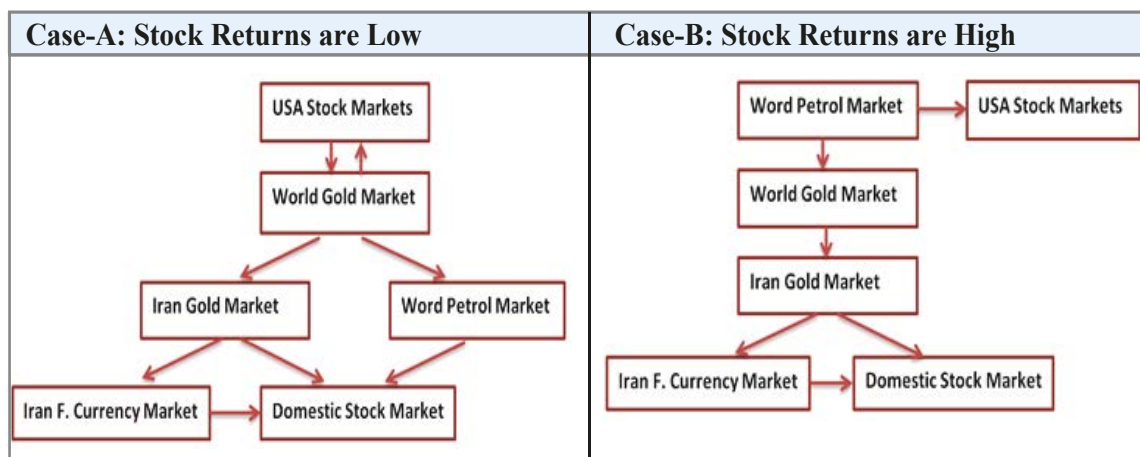 Case-A: Stock Returns are Low
USA Stock Markets
World Gold Market
Iran Gold Market
Word Petrol Market
Iran F. Currency Market
Domestic Stock Market
Case-B: Stock Returns are High
Word Petrol Market
USA Stock Markets
World Gold Market
Iran Gold Market
Iran F. Currency Market
Domestic Stock Market